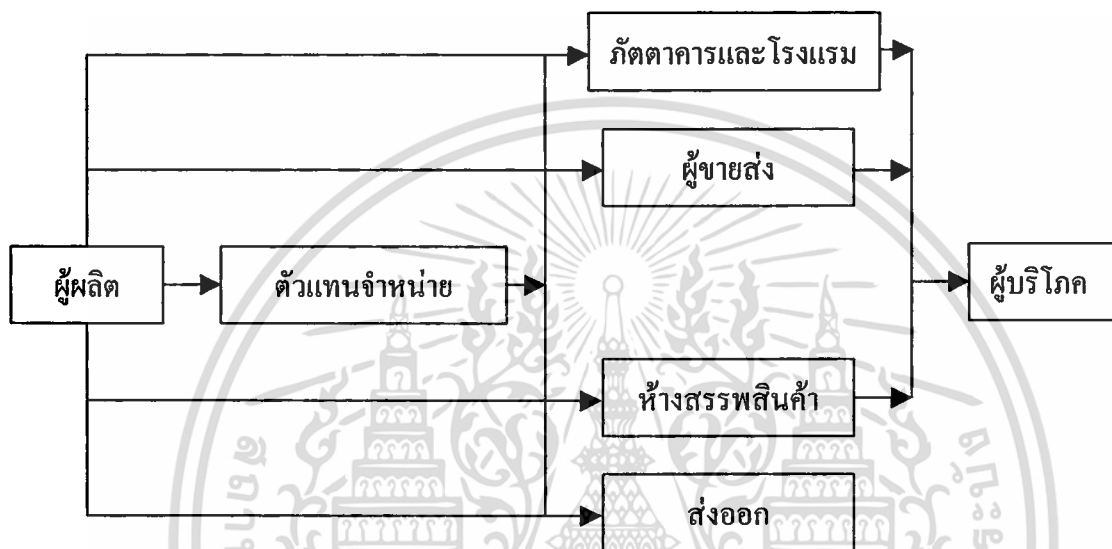 ภัตตาคารและโรงแรม
ผู้ขายส่ง
ผู้ผลิต
ตัวแทนจำหน่าย
ผู้บริโภค
ห้างสรรพสินค้า
ส่งออก